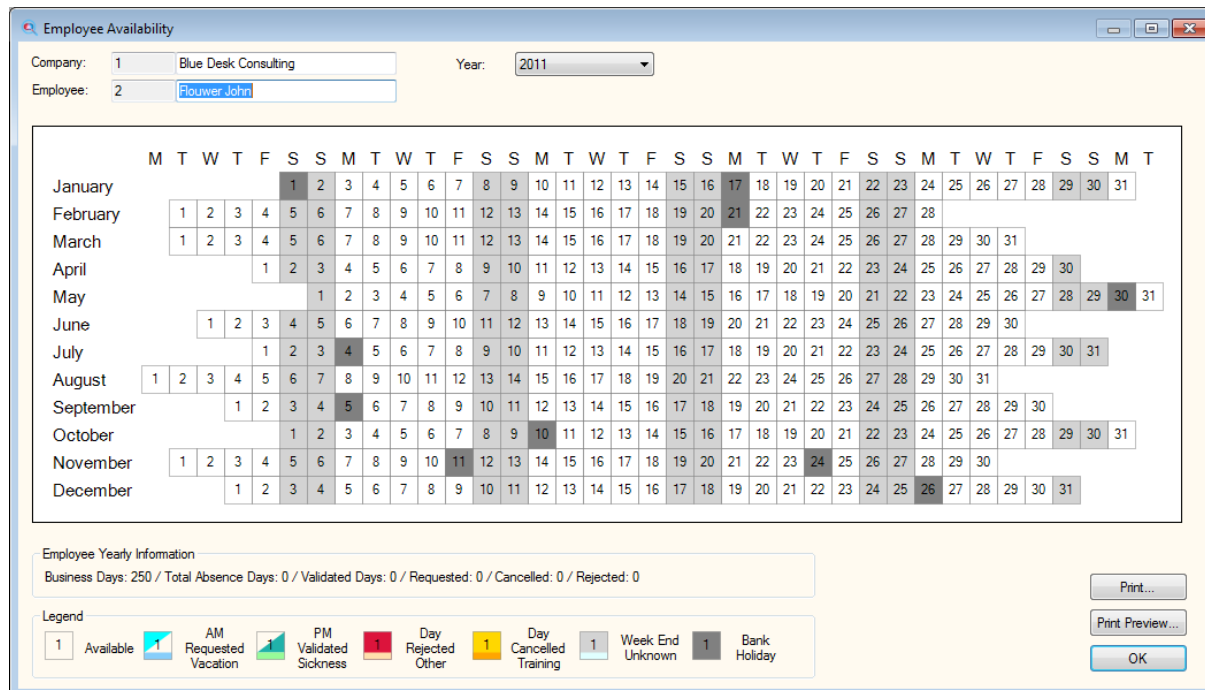 Employee Availability
Company: 1 Blue Desk Consulting Year: 2011
Employee: 2 Flouwer John
M T W T F S S M T W T F S S M T W T F S S M T W T F S S M T W T F S S M T
January 1 2 3 4 5 6 7 8 9 10 11 12 13 14 15 16 17 18 19 20 21 22 23 24 25 26 27 28 29 30 31
February 1 2 3 4 5 6 7 8 9 10 11 12 13 14 15 16 17 18 19 20 21 22 23 24 25 26 27 28
March 1 2 3 4 5 6 7 8 9 10 11 12 13 14 15 16 17 18 19 20 21 22 23 24 25 26 27 28 29 30 31
April 1 2 3 4 5 6 7 8 9 10 11 12 13 14 15 16 17 18 19 20 21 22 23 24 25 26 27 28 29 30
May 1 2 3 4 5 6 7 8 9 10 11 12 13 14 15 16 17 18 19 20 21 22 23 24 25 26 27 28 29 30 31
June 1 2 3 4 5 6 7 8 9 10 11 12 13 14 15 16 17 18 19 20 21 22 23 24 25 26 27 28 29 30
July 1 2 3 4 5 6 7 8 9 10 11 12 13 14 15 16 17 18 19 20 21 22 23 24 25 26 27 28 29 30 31
August 1 2 3 4 5 6 7 8 9 10 11 12 13 14 15 16 17 18 19 20 21 22 23 24 25 26 27 28 29 30 31
September 1 2 3 4 5 6 7 8 9 10 11 12 13 14 15 16 17 18 19 20 21 22 23 24 25 26 27 28 29 30
October 1 2 3 4 5 6 7 8 9 10 11 12 13 14 15 16 17 18 19 20 21 22 23 24 25 26 27 28 29 30 31
November 1 2 3 4 5 6 7 8 9 10 11 12 13 14 15 16 17 18 19 20 21 22 23 24 25 26 27 28 29 30
December 1 2 3 4 5 6 7 8 9 10 11 12 13 14 15 16 17 18 19 20 21 22 23 24 25 26 27 28 29 30 31
Employee Yearly Information
Business Days: 250 / Total Absence Days: 0 / Validated Days: 0 / Requested: 0 / Cancelled: 0 / Rejected: 0
Legend
1 Available
1 AM
Requested
Vacation
1 PM
Validated
Sickness
1 Day
Rejected
Other
1 Day
Cancelled
Training
1 Week End
Unknown
1 Bank
Holiday
Print...
Print Preview...
OK